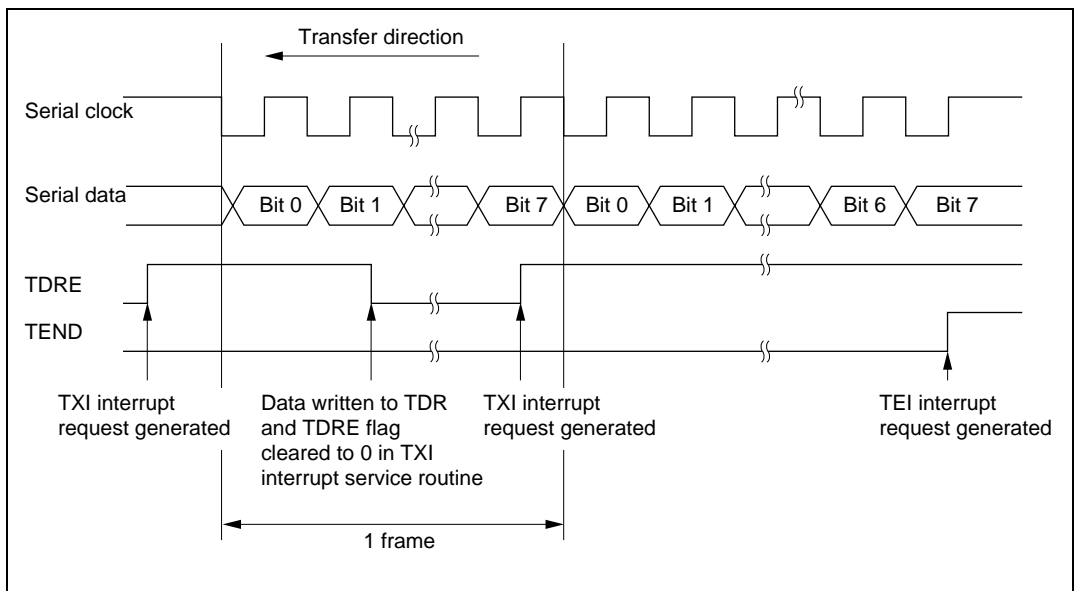 Transfer direction
Serial clock
Serial data
Bit 0 Bit 1 Bit 7 Bit 0 Bit 1 Bit 6 Bit 7
TDRE
TEND
TXI interrupt
request generated
Data written to TDR
and TDRE flag
cleared to 0 in TXI
interrupt service routine
TXI interrupt
request generated
TEI interrupt
request generated
1 frame